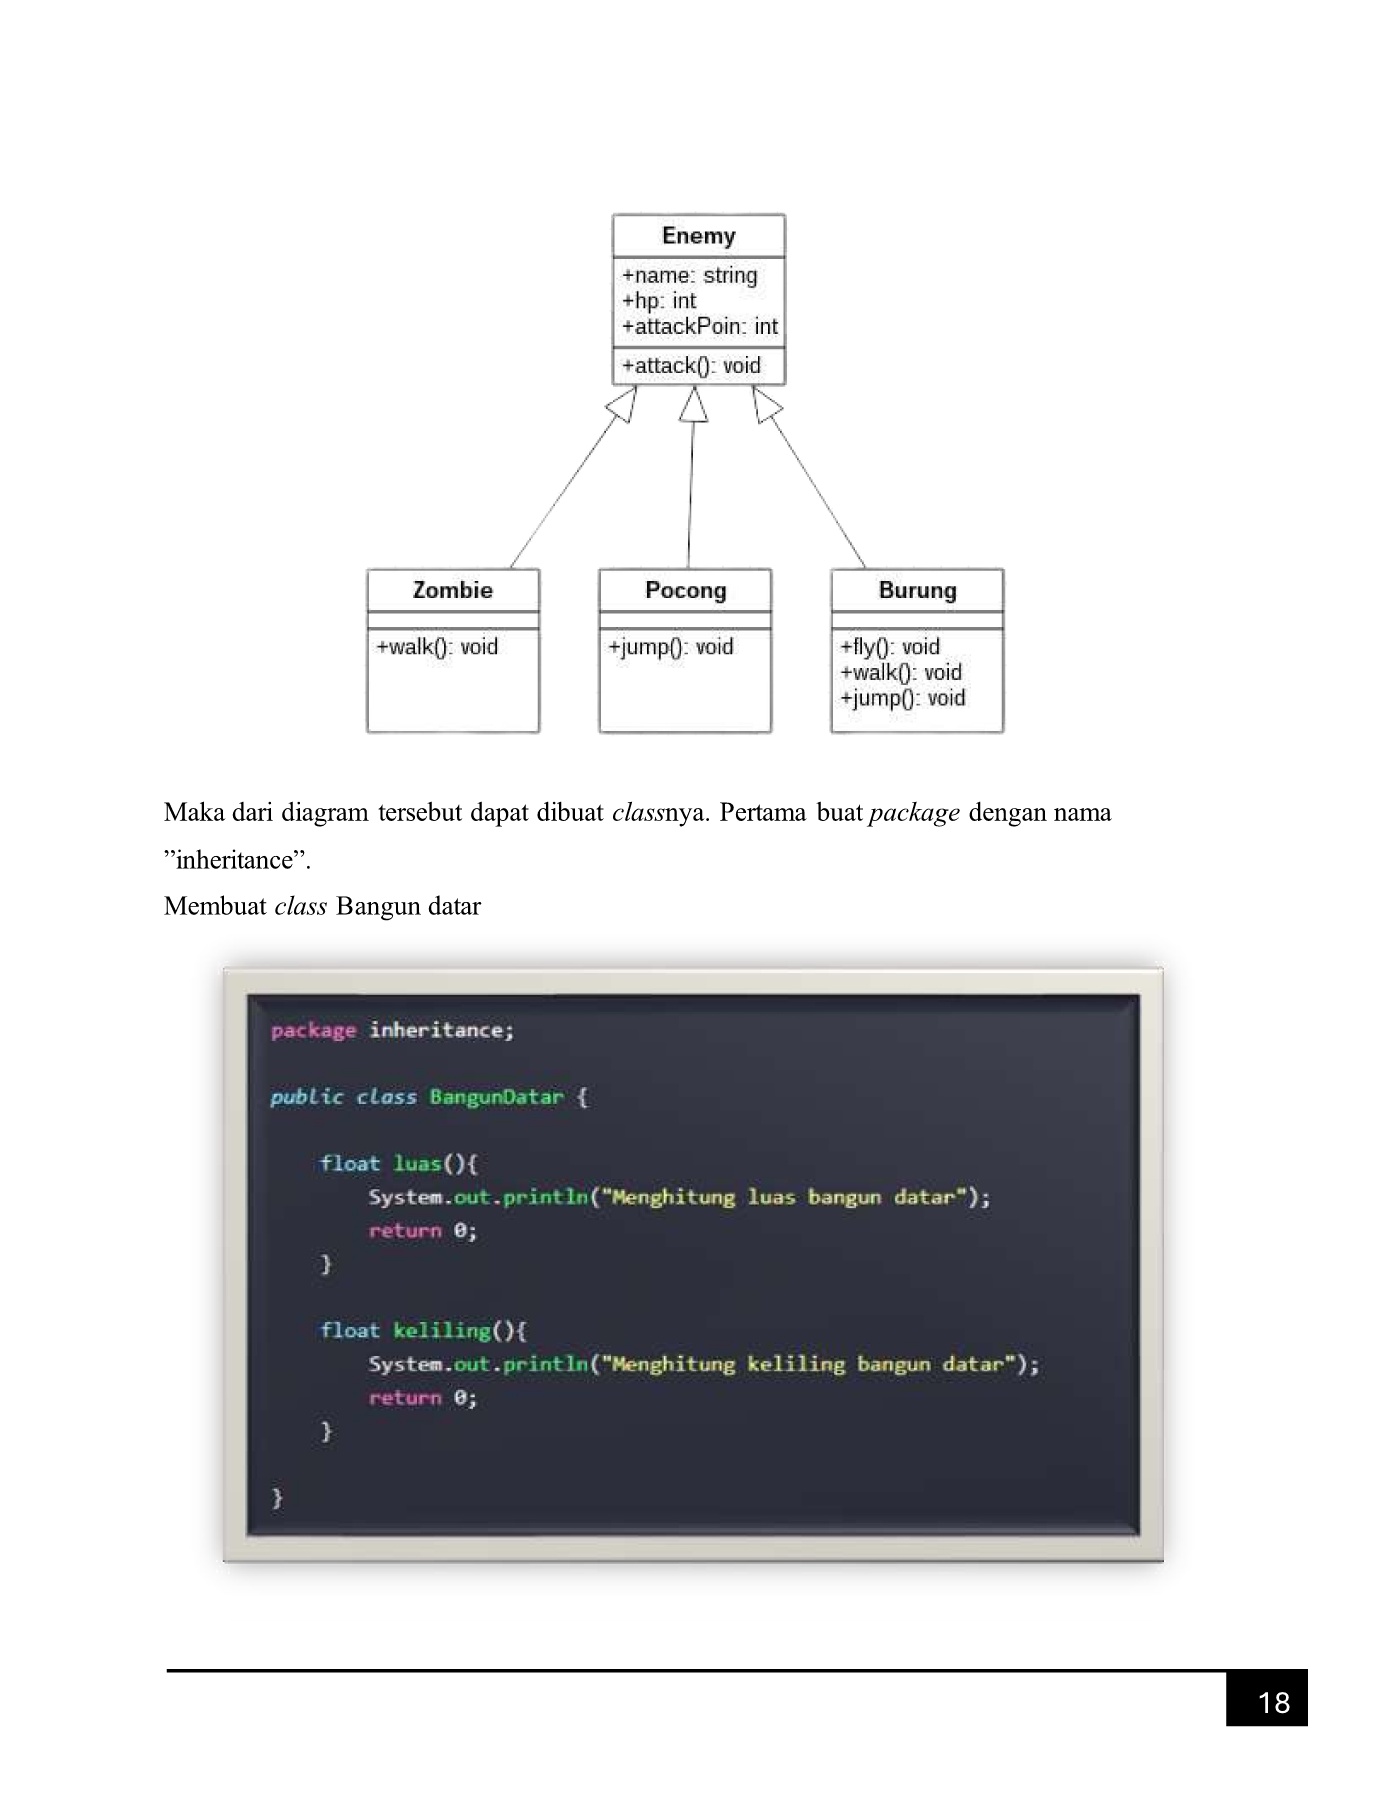 Enemy
+name: string
+hp: int
+attackPoin: int
+attack(): void
Zombie
+walk(): void
Pocong
+jump(): void
Burung
+fly(): void
+walk(): void
+jump(): void
Maka dari diagram tersebut dapat dibuat classnya. Pertama buat package dengan nama
”inheritance”.
Membuat class Bangun datar
package inheritance;
public class BangunDatar {
float luas(){
System.out.println("Menghitung luas bangun datar");
return 0;
}
float keliling(){
System.out.println("Menghitung keliling bangun datar");
return 0;
}
}
18